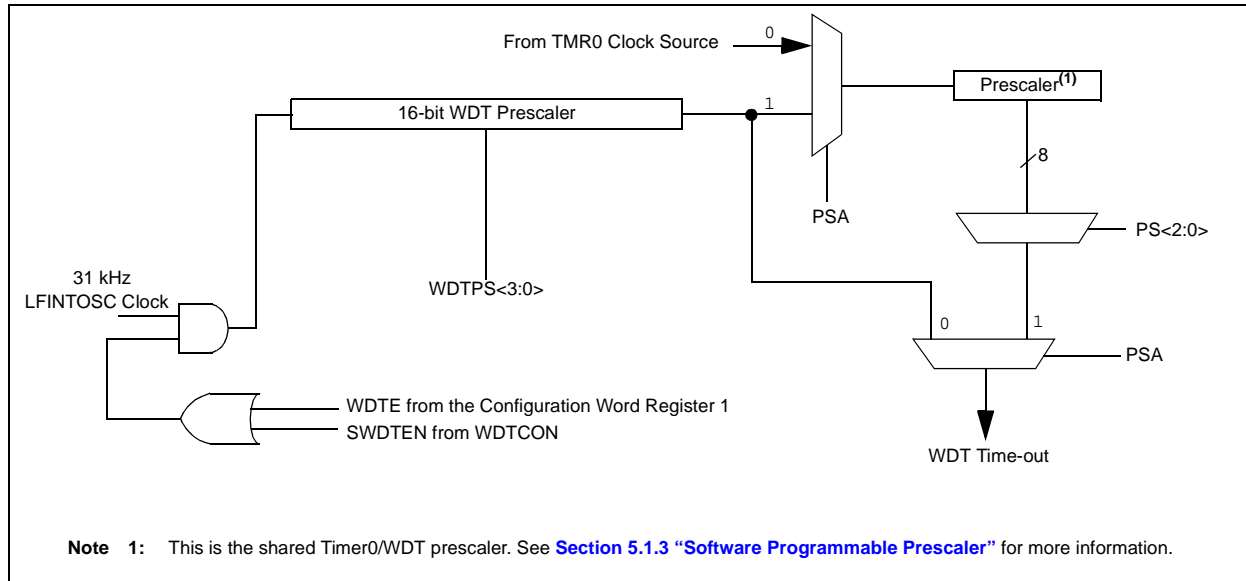 From TMR0 Clock Source
0
Prescaler(1)
16-bit WDT Prescaler
1
8
PSA
PS<2:0>
31 kHz
LFINTOSC Clock
WDTPS<3:0>
0
1
PSA
WDTE from the Configuration Word Register 1
SWDTEN from WDTCON
WDT Time-out
Note 1: This is the shared Timer0/WDT prescaler. See Section 5.1.3 “Software Programmable Prescaler” for more information.